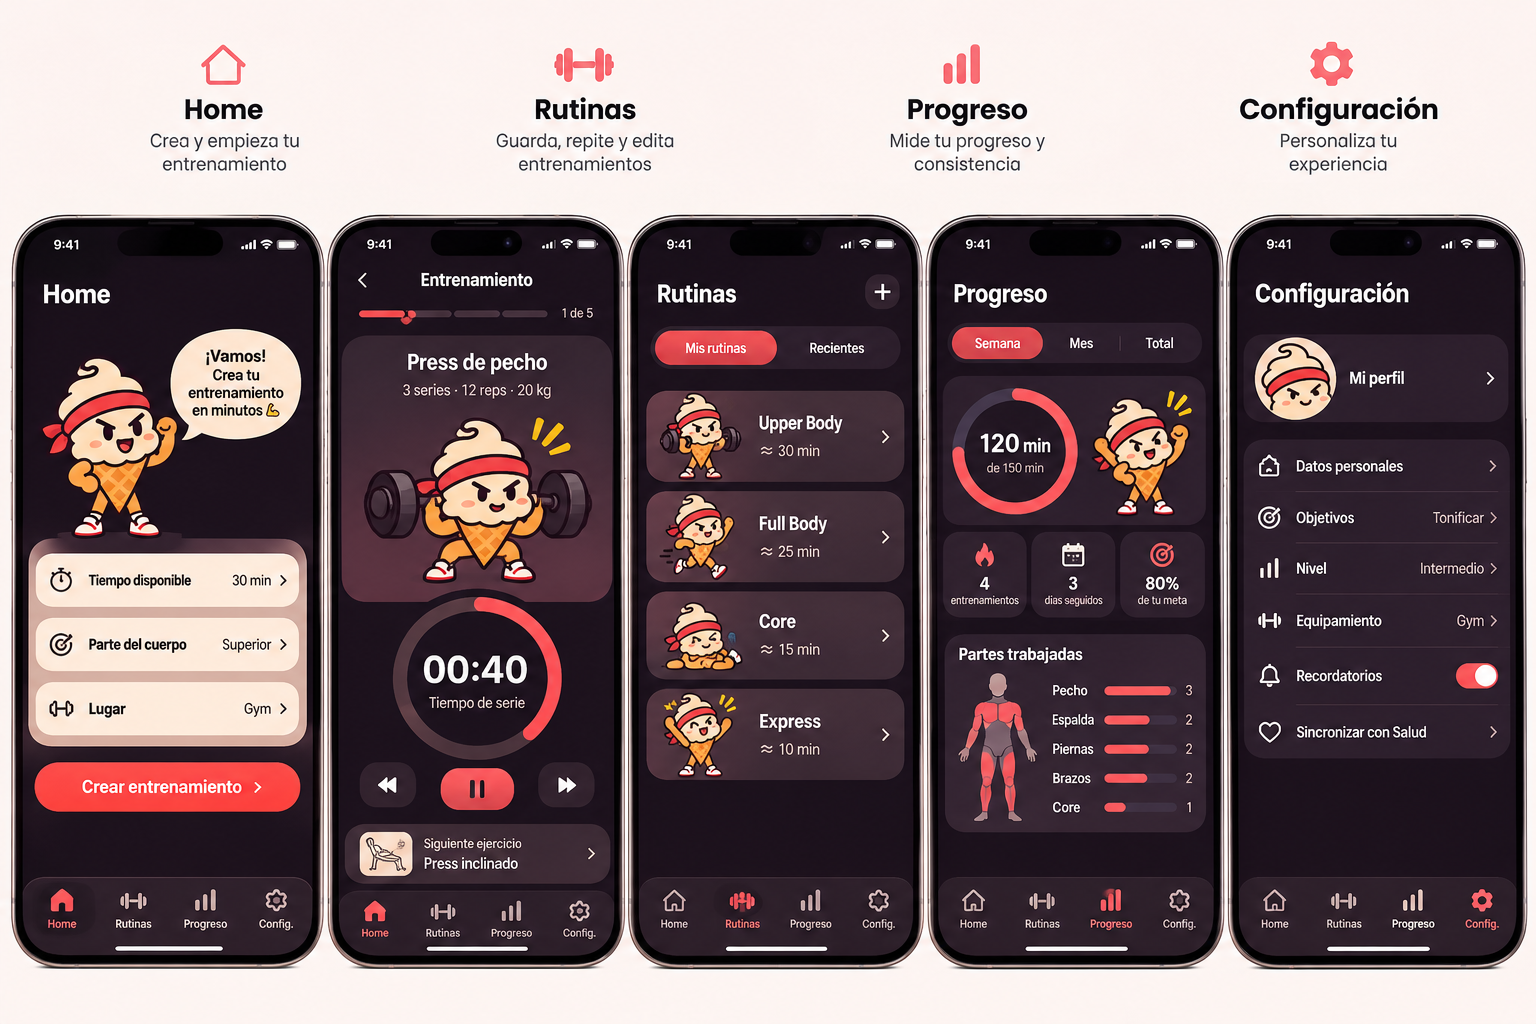 Home
Crea y empieza tu
entrenamiento
Rutinas
Guarda, repite y edita
entrenamientos
Progreso
Mide tu progreso y
consistencia
Configuración
Personaliza tu
experiencia
9:41
Home
¡Vamos!
Crea tu
entrenamiento
en minutos 💪
Tiempo disponible 30 min >
Parte del cuerpo Superior >
Lugar Gym >
Crear entrenamiento >
Home Rutinas Progreso Config.
9:41
< Entrenamiento
1 de 5
Press de pecho
3 series · 12 reps · 20 kg
00:40
Tiempo de serie
Siguiente ejercicio
Press inclinado >
Home Rutinas Progreso Config.
9:41
Rutinas +
Mis rutinas Recientes
Upper Body
≈ 30 min
Full Body
≈ 25 min
Core
≈ 15 min
Express
≈ 10 min
Home Rutinas Progreso Config.
9:41
Progreso
Semana Mes Total
120 min
de 150 min
4
entrenamientos
3
dias seguidos
80%
de tu meta
Partes trabajadas
Pecho 3
Espalda 2
Piernas 2
Brazos 2
Core 1
Home Rutinas Progreso Config.
9:41
Configuración
Mi perfil >
Datos personales >
Objetivos Tonificar >
Nivel Intermedio >
Equipamiento Gym >
Recordatorios
Sincronizar con Salud >
Home Rutinas Progreso Config.